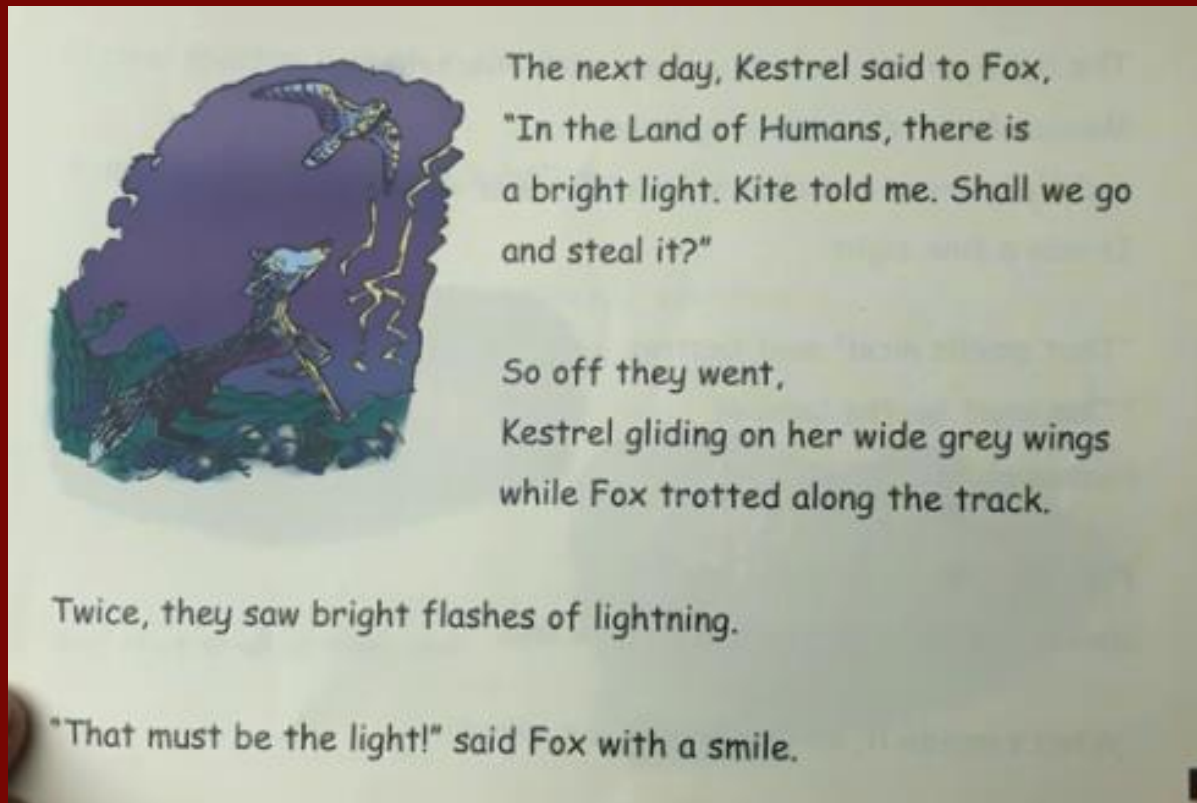 The next day, Kestrel said to Fox,
"In the Land of Humans, there is
a bright light. Kite told me. Shall we go
and steal it?"
So off they went,
Kestrel gliding on her wide grey wings
while Fox trotted along the track.
Twice, they saw bright flashes of lightning.
"That must be the light!" said Fox with a smile.